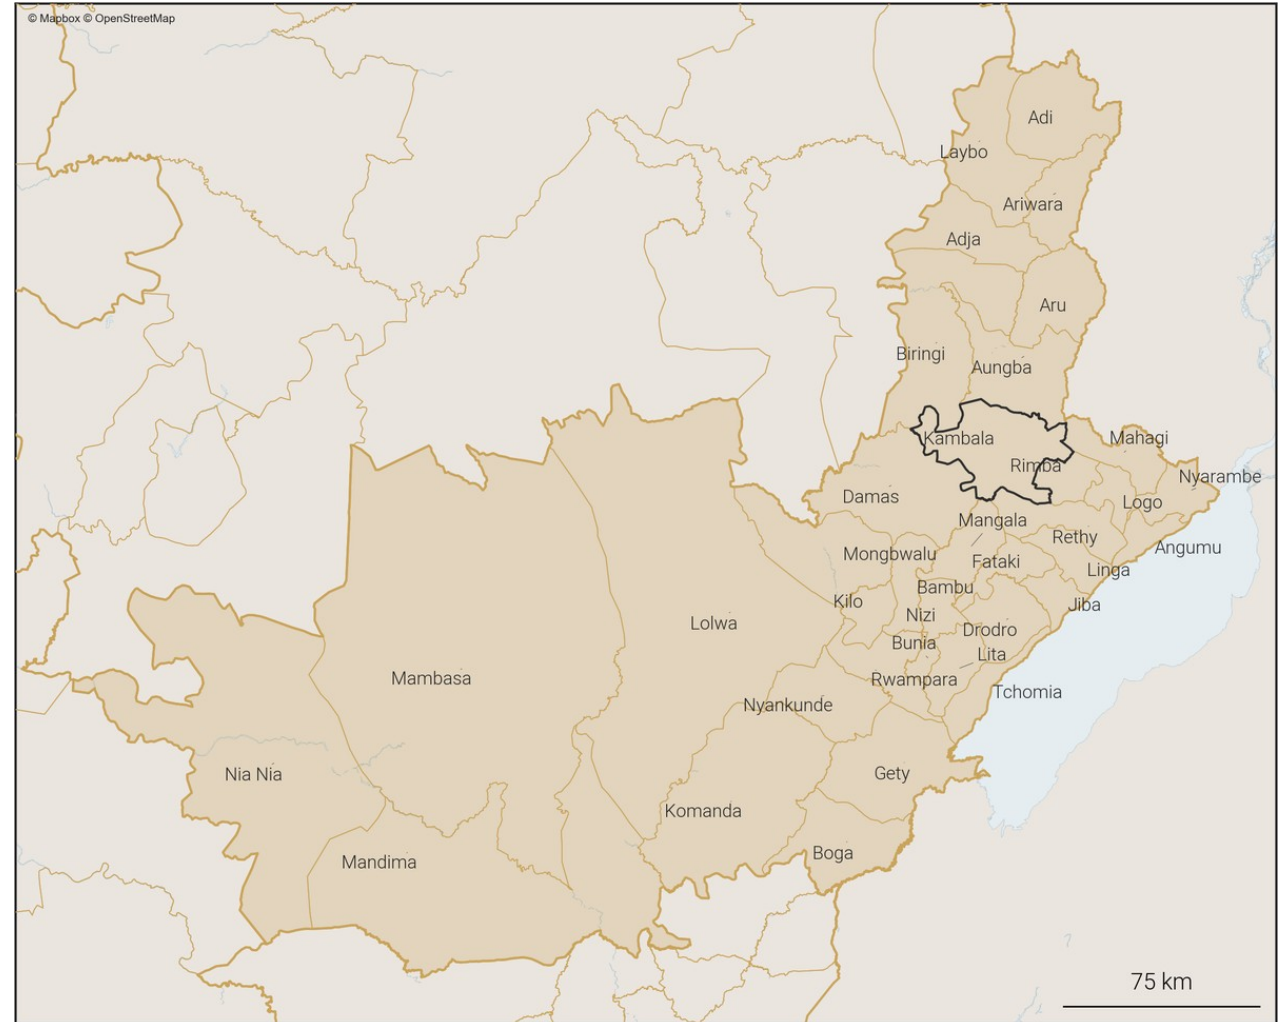 © Mapbox © OpenStreetMap
Adi
Laybo
Ariwara
Adja
Aru
Biringi
Aungba
Kambala
Mahagi
Rimba
Nyarambe
Damas
Logo
Mangala
Rethy
Angumu
Mongbwalu
Fataki
Linga
Bambu
Kilo
Jiba
Nizi
Lolwa
Drodro
Bunia
Lita
Mambasa
Rwampara
Tchomia
Nyankunde
Nia Nia
Gety
Komanda
Boga
Mandima
75 km